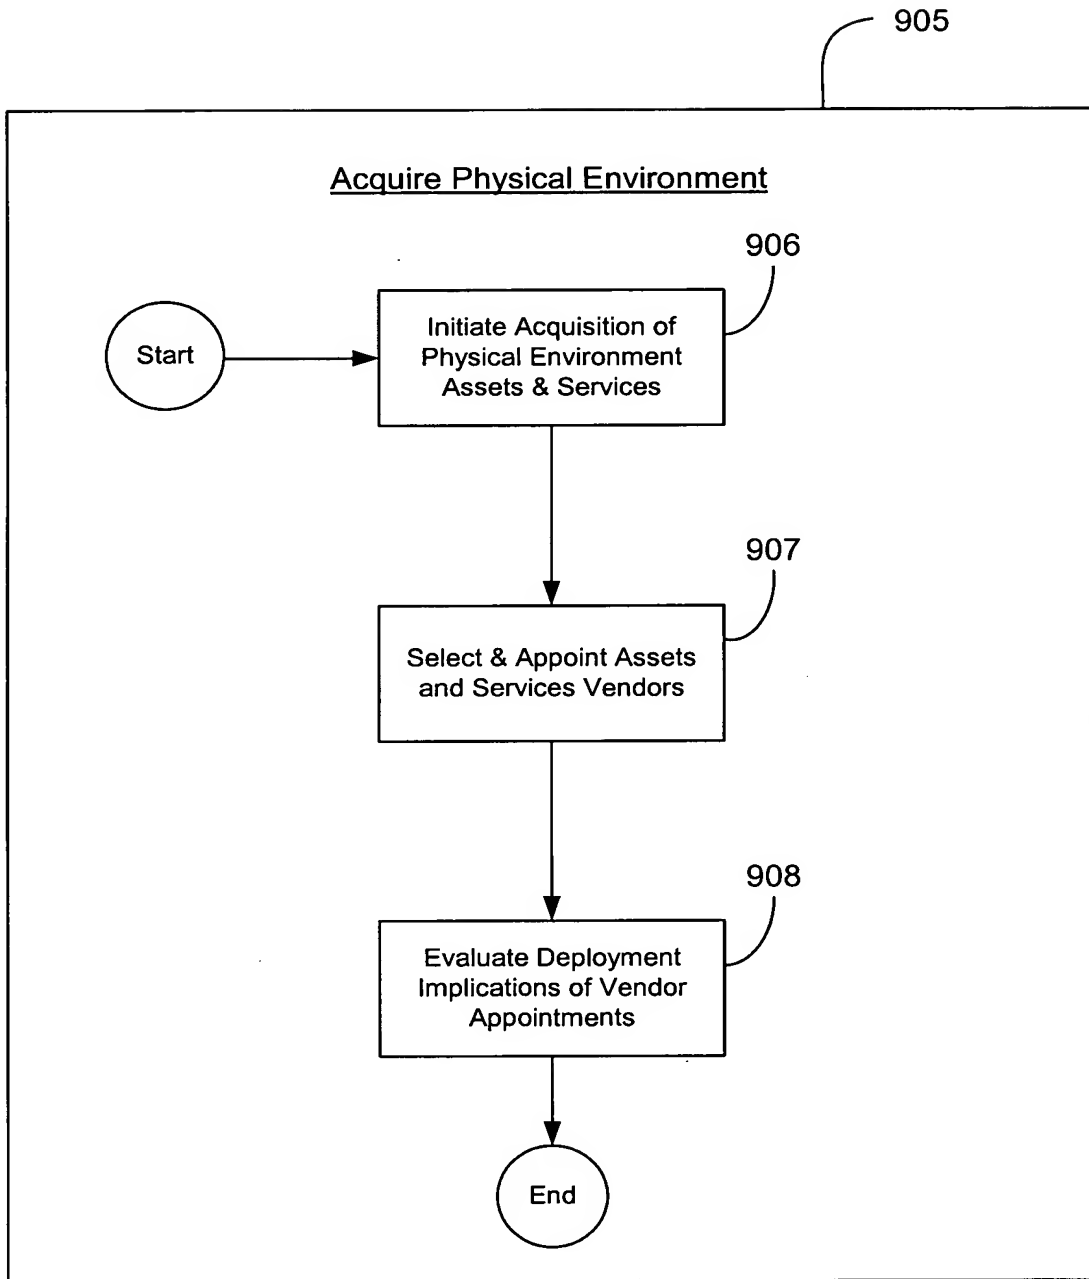 905
Acquire Physical Environment
906
Start
Initiate Acquisition of
Physical Environment
Assets & Services
907
Select & Appoint Assets
and Services Vendors
908
Evaluate Deployment
Implications of Vendor
Appointments
End